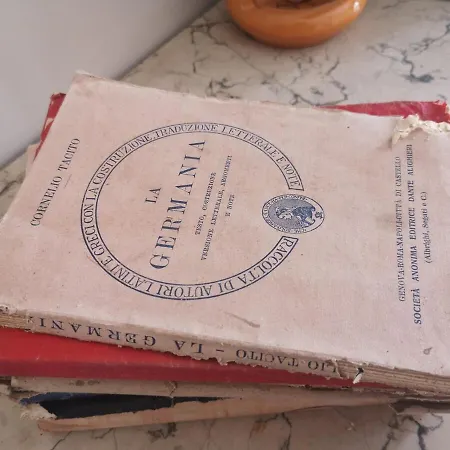 CORNELIO TACITO
RACCOLTA DI AUTORI LATINI E GRECI CON LA COSTRUZIONE, TRADUZIONE LETTERALE E NOTE
LA
GERMANIA
TESTO, COSTRUZIONE
VERSIONE LETTERALE, ARGOMENTI
E NOTE
GENOVA-ROMA-NAPOLI-CITTÀ DI CASTELLO
SOCIETÀ ANONIMA EDITRICE DANTE ALIGHIERI
(Albrighi, Segati e C.)
TACITO - LA GERMANIA